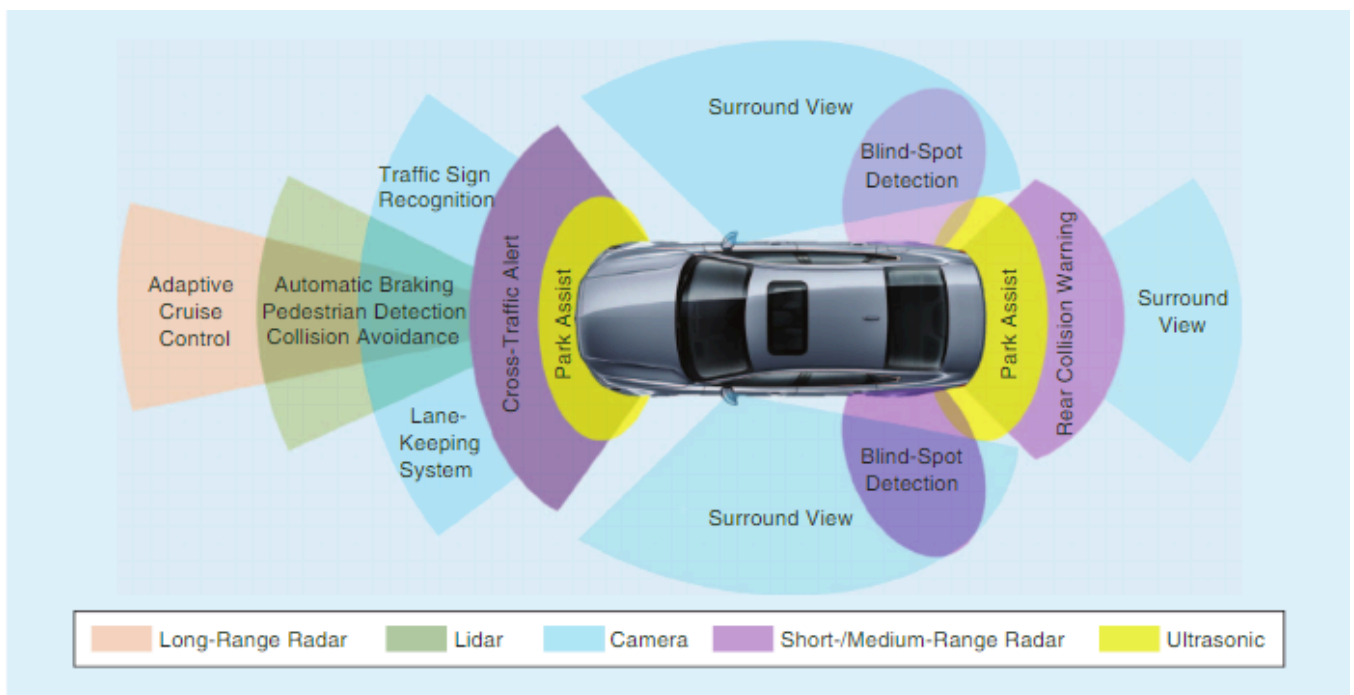 Surround View
Blind-Spot
Detection
Traffic Sign
Recognition
Adaptive
Cruise
Control
Automatic Braking
Pedestrian Detection
Collision Avoidance
Cross-Traffic Alert
Park Assist
Park Assist
Rear Collision Warning
Surround
View
Lane-
Keeping
System
Blind-Spot
Detection
Surround View
Long-Range Radar
Lidar
Camera
Short-/Medium-Range Radar
Ultrasonic